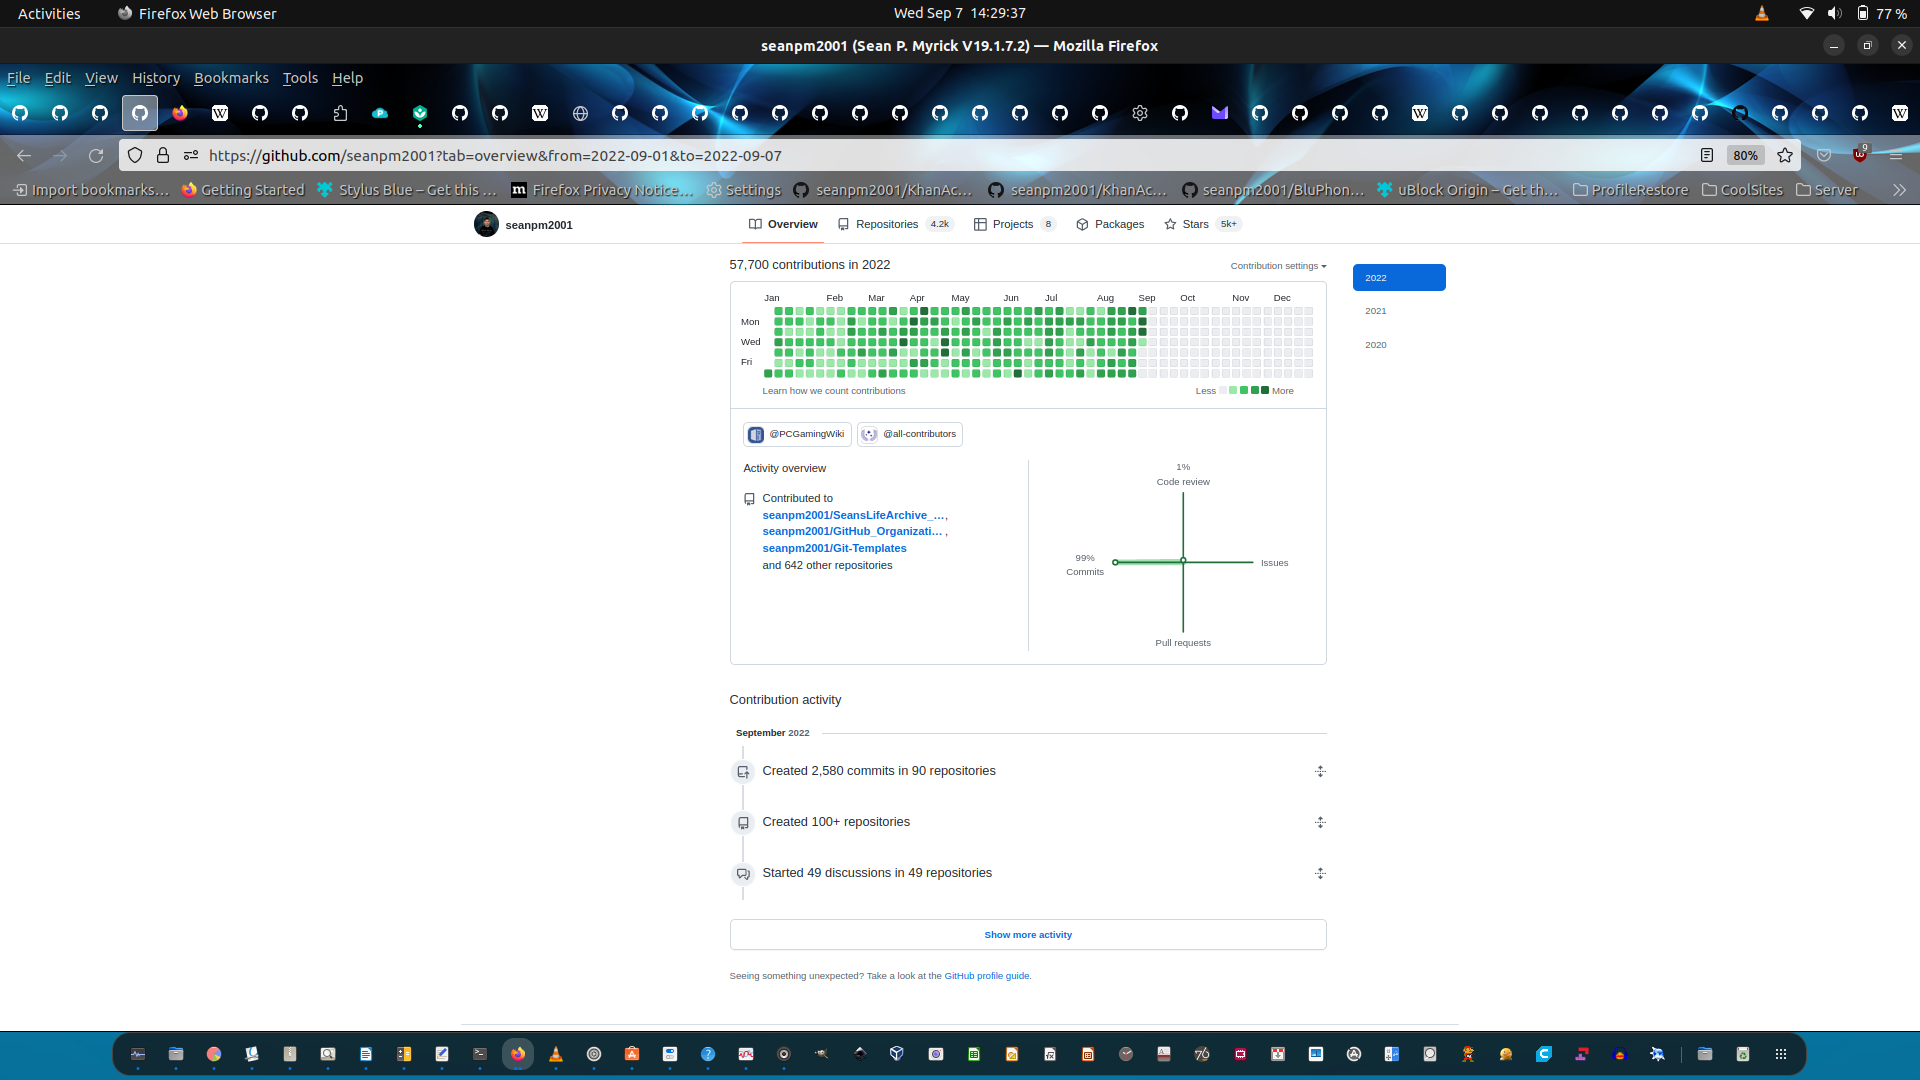 Activities
Firefox Web Browser
Wed Sep 7 14:29:37
77 %
seanpm2001 (Sean P. Myrick V19.1.7.2) — Mozilla Firefox
File Edit View History Bookmarks Tools Help
https://github.com/seanpm2001?tab=overview&from=2022-09-01&to=2022-09-07
80%
9
Import bookmarks… Getting Started Stylus Blue – Get this … Firefox Privacy Notice… Settings seanpm2001/KhanAc… seanpm2001/KhanAc… seanpm2001/BluPhon… uBlock Origin – Get th… ProfileRestore CoolSites Server
seanpm2001
Overview Repositories 4.2k Projects 8 Packages Stars 5k+
57,700 contributions in 2022
Contribution settings
2022
2021
2020
Jan Feb Mar Apr May Jun Jul Aug Sep Oct Nov Dec
Mon
Wed
Fri
Learn how we count contributions
Less More
@PCGamingWiki @all-contributors
Activity overview
Contributed to
seanpm2001/SeansLifeArchive_…,
seanpm2001/GitHub_Organizati… ,
seanpm2001/Git-Templates
and 642 other repositories
1%
Code review
99%
Commits
Issues
Pull requests
Contribution activity
September 2022
Created 2,580 commits in 90 repositories
Created 100+ repositories
Started 49 discussions in 49 repositories
Show more activity
Seeing something unexpected? Take a look at the GitHub profile guide.